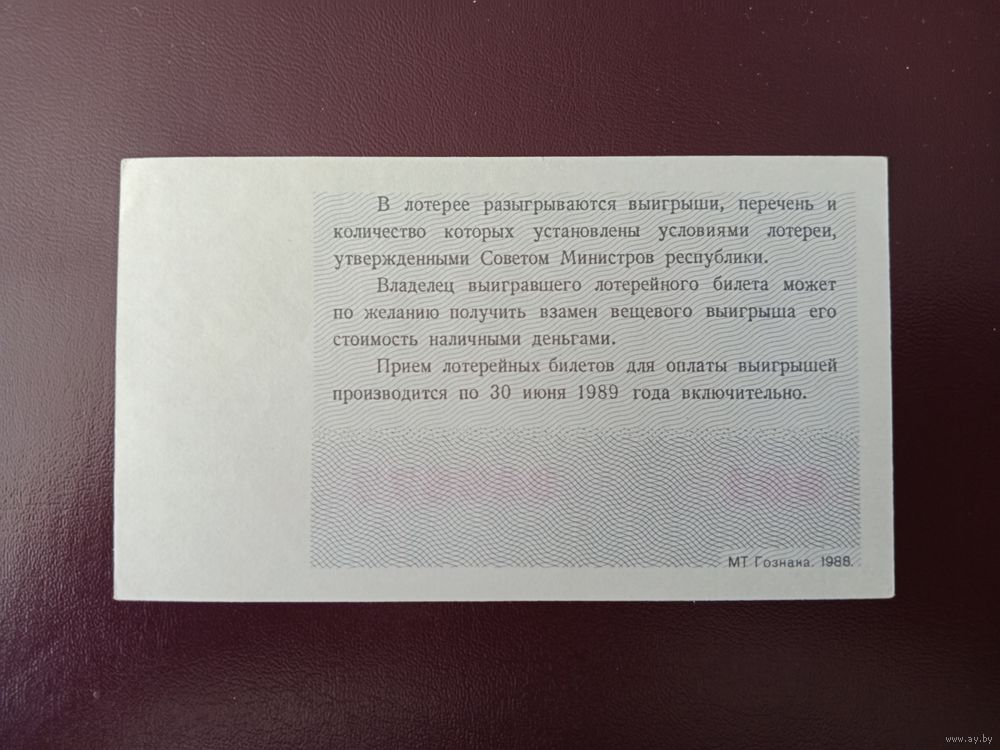 В лотерее разыгрываются выигрыши, перечень и
количество которых установлены условиями лотереи,
утвержденными Советом Министров республики.
Владелец выигравшего лотерейного билета может
по желанию получить взамен вещевого выигрыша его
стоимость наличными деньгами.
Прием лотерейных билетов для оплаты выигрышей
производится по 30 июня 1989 года включительно.
МТ Гознака. 1988.
www.ay.by